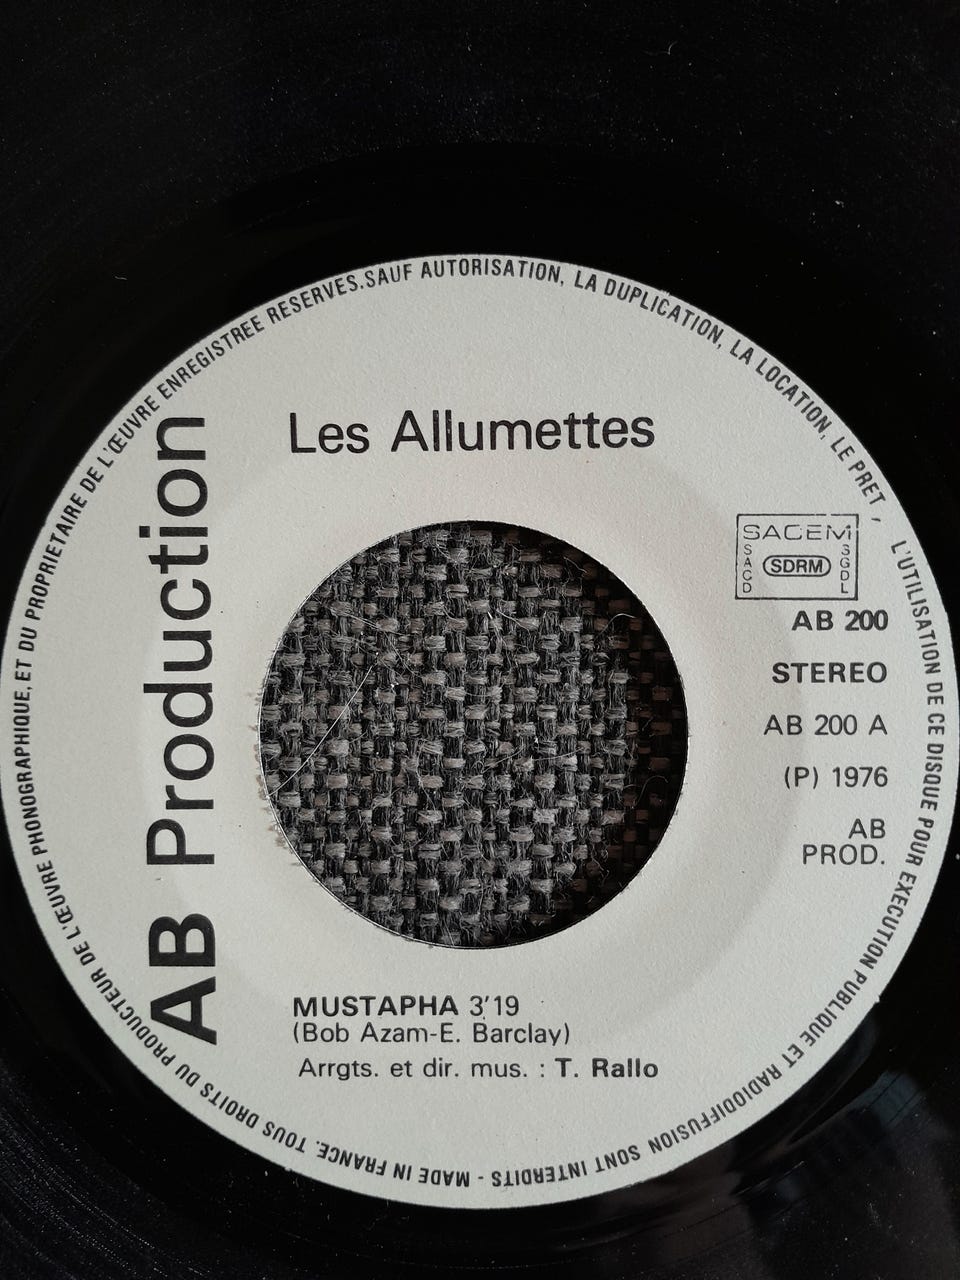 Les Allumettes
AB Production
SACEM
SACD
SDRM
SGDL
AB 200
STEREO
AB 200 A
(P) 1976
AB
PROD.
MUSTAPHA 3'19
(Bob Azam-E. Barclay)
Arrgts. et dir. mus. : T. Rallo
MADE IN FRANCE. TOUS DROITS DU PRODUCTEUR DE L'ŒUVRE PHONOGRAPHIQUE, ET DU PROPRIETAIRE DE L'ŒUVRE ENREGISTREE RESERVES. SAUF AUTORISATION, LA DUPLICATION, LA LOCATION, LE PRET, L'UTILISATION DE CE DISQUE POUR EXECUTION PUBLIQUE ET RADIODIFFUSION SONT INTERDITS -